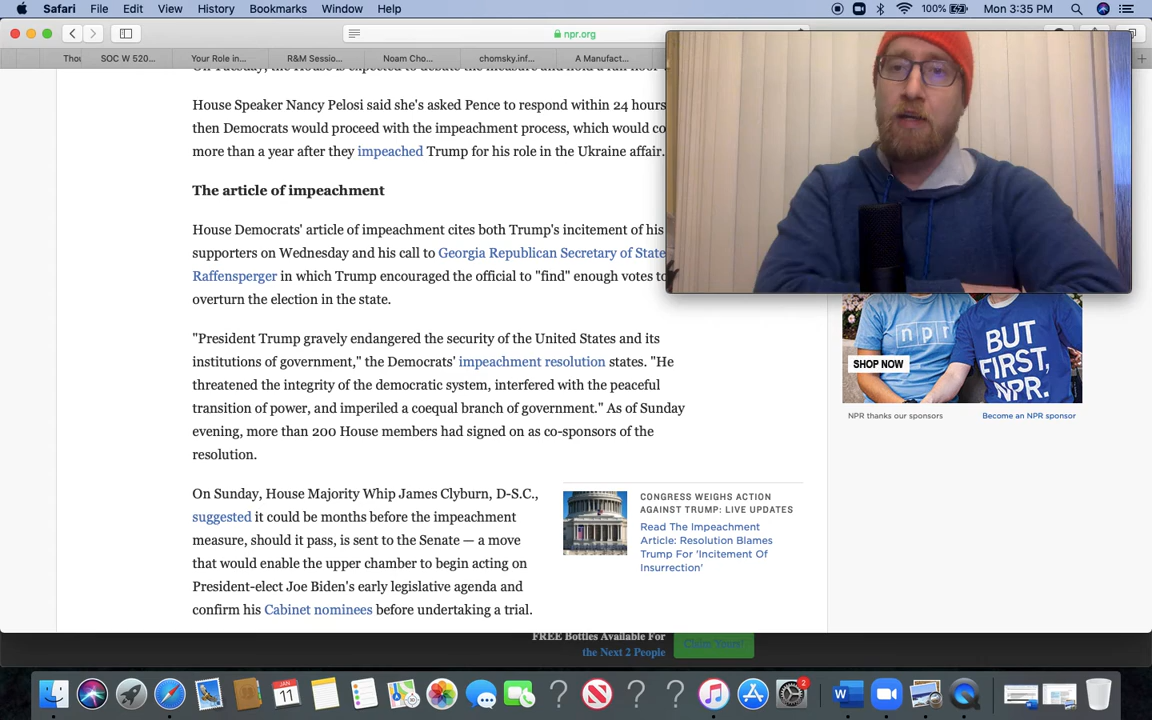 Safari File Edit View History Bookmarks Window Help 100% Mon 3:35 PM
npr.org
Thou SOC W 520... Your Role in... R&M Sessio... Noam Cho... chomsky.inf... A Manufact...
House Speaker Nancy Pelosi said she's asked Pence to respond within 24 hours
then Democrats would proceed with the impeachment process, which would co
more than a year after they impeached Trump for his role in the Ukraine affair.
The article of impeachment
House Democrats' article of impeachment cites both Trump's incitement of his
supporters on Wednesday and his call to Georgia Republican Secretary of State
Raffensperger in which Trump encouraged the official to "find" enough votes to
overturn the election in the state.
"President Trump gravely endangered the security of the United States and its
institutions of government," the Democrats' impeachment resolution states. "He
threatened the integrity of the democratic system, interfered with the peaceful
transition of power, and imperiled a coequal branch of government." As of Sunday
evening, more than 200 House members had signed on as co-sponsors of the
resolution.
On Sunday, House Majority Whip James Clyburn, D-S.C.,
suggested it could be months before the impeachment
measure, should it pass, is sent to the Senate — a move
that would enable the upper chamber to begin acting on
President-elect Joe Biden's early legislative agenda and
confirm his Cabinet nominees before undertaking a trial.
CONGRESS WEIGHS ACTION
AGAINST TRUMP: LIVE UPDATES
Read The Impeachment
Article: Resolution Blames
Trump For 'Incitement Of
Insurrection'
npr
BUT
FIRST,
NPR.
SHOP NOW
NPR thanks our sponsors Become an NPR sponsor
FREE Bottles Available For
the Next 2 People
Claim Yours!
JAN
11
2